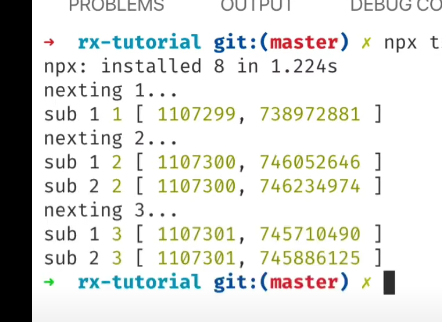 PROBLEMS OUTPUT DEBUG CO
→ rx-tutorial git:(master) ✗ npx t
npx: installed 8 in 1.224s
nexting 1...
sub 1 1 [ 1107299, 738972881 ]
nexting 2...
sub 1 2 [ 1107300, 746052646 ]
sub 2 2 [ 1107300, 746234974 ]
nexting 3...
sub 1 3 [ 1107301, 745710490 ]
sub 2 3 [ 1107301, 745886125 ]
→ rx-tutorial git:(master) ✗